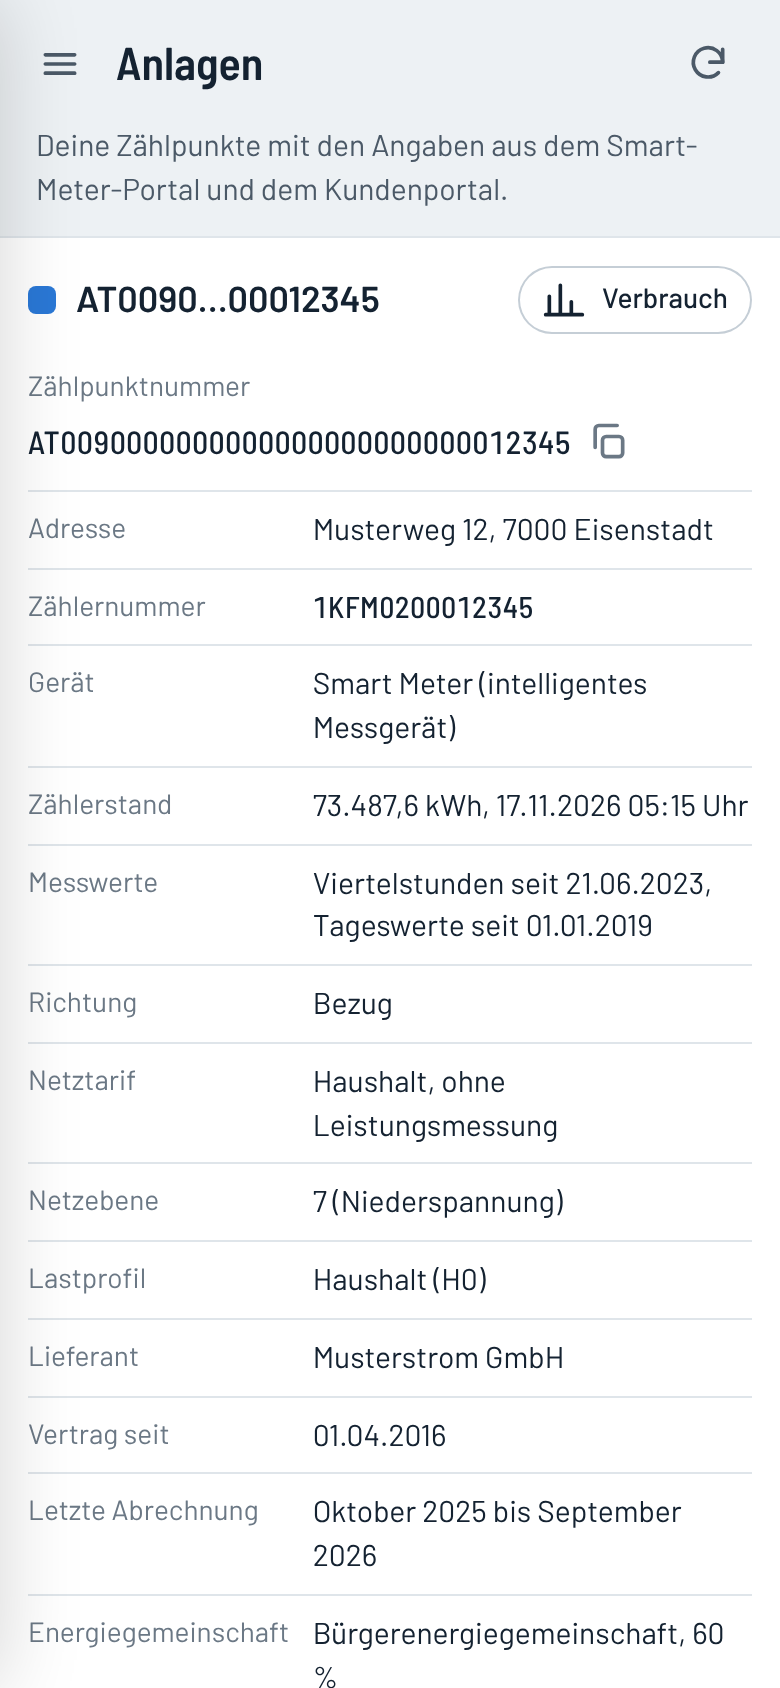 Anlagen
Deine Zählpunkte mit den Angaben aus dem Smart-
Meter-Portal und dem Kundenportal.
AT0090...00012345
Verbrauch
Zählpunktnummer
AT0090000000000000000000000012345
Adresse
Musterweg 12, 7000 Eisenstadt
Zählernummer
1KFM0200012345
Gerät
Smart Meter (intelligentes
Messgerät)
Zählerstand
73.487,6 kWh, 17.11.2026 05:15 Uhr
Messwerte
Viertelstunden seit 21.06.2023,
Tageswerte seit 01.01.2019
Richtung
Bezug
Netztarif
Haushalt, ohne
Leistungsmessung
Netzebene
7 (Niederspannung)
Lastprofil
Haushalt (H0)
Lieferant
Musterstrom GmbH
Vertrag seit
01.04.2016
Letzte Abrechnung
Oktober 2025 bis September
2026
Energiegemeinschaft
Bürgerenergiegemeinschaft, 60
%